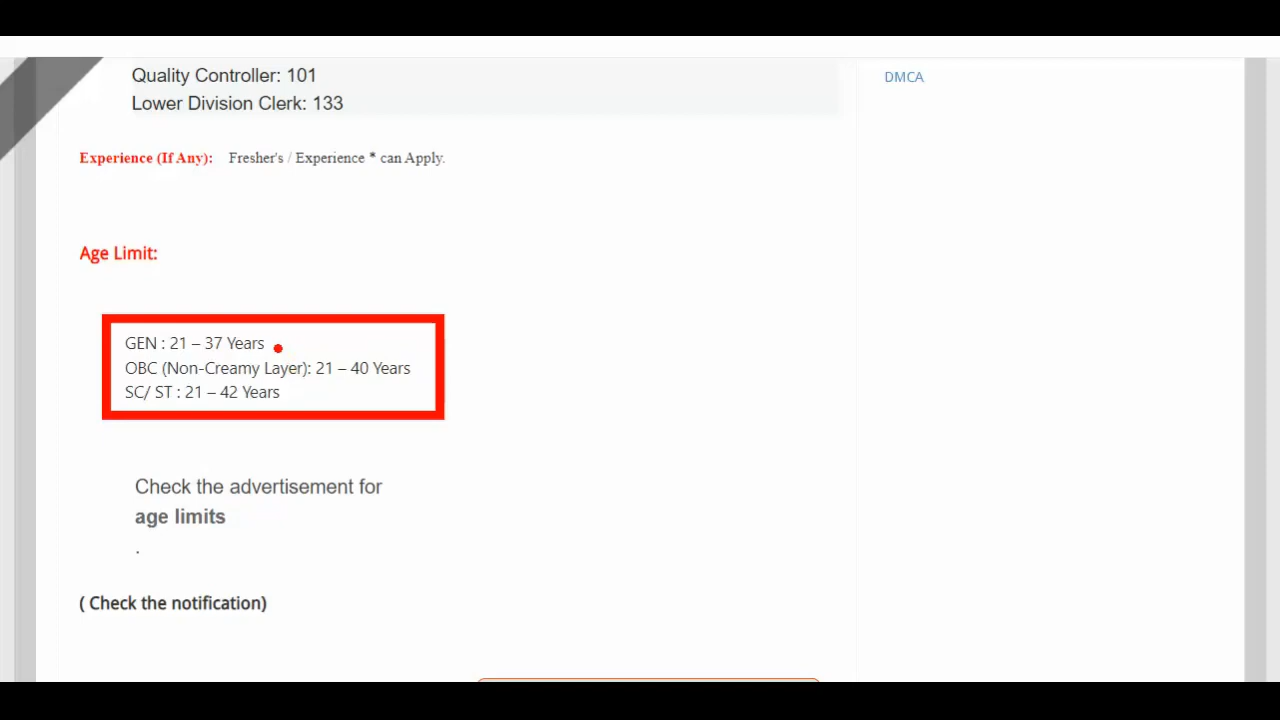 Quality Controller: 101
Lower Division Clerk: 133
DMCA
Experience (If Any): Fresher's / Experience * can Apply.
Age Limit:
GEN : 21 – 37 Years
OBC (Non-Creamy Layer): 21 – 40 Years
SC/ ST : 21 – 42 Years
Check the advertisement for
age limits
.
( Check the notification)